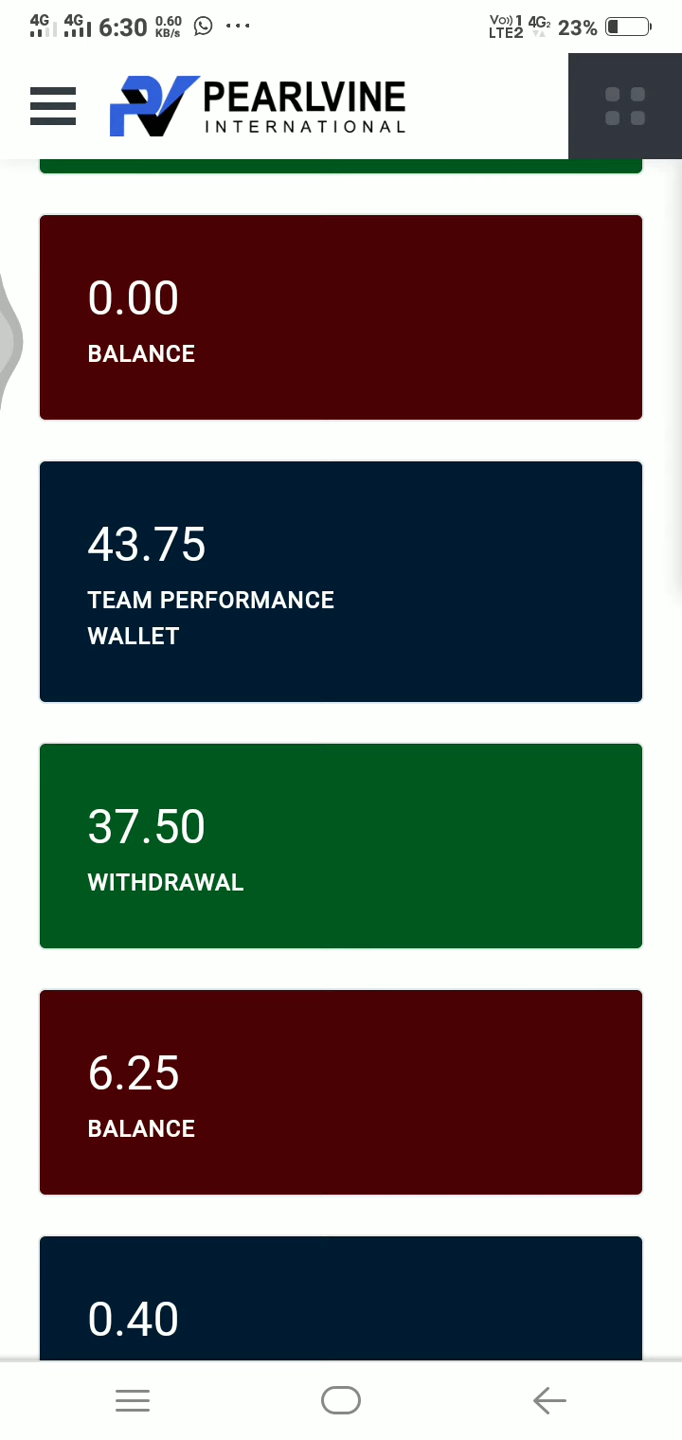 4G 4G 6:30 0.60 KB/s ... Vo)) 1 4G2 LTE2 23%
PEARLVINE
INTERNATIONAL
0.00
BALANCE
43.75
TEAM PERFORMANCE
WALLET
37.50
WITHDRAWAL
6.25
BALANCE
0.40